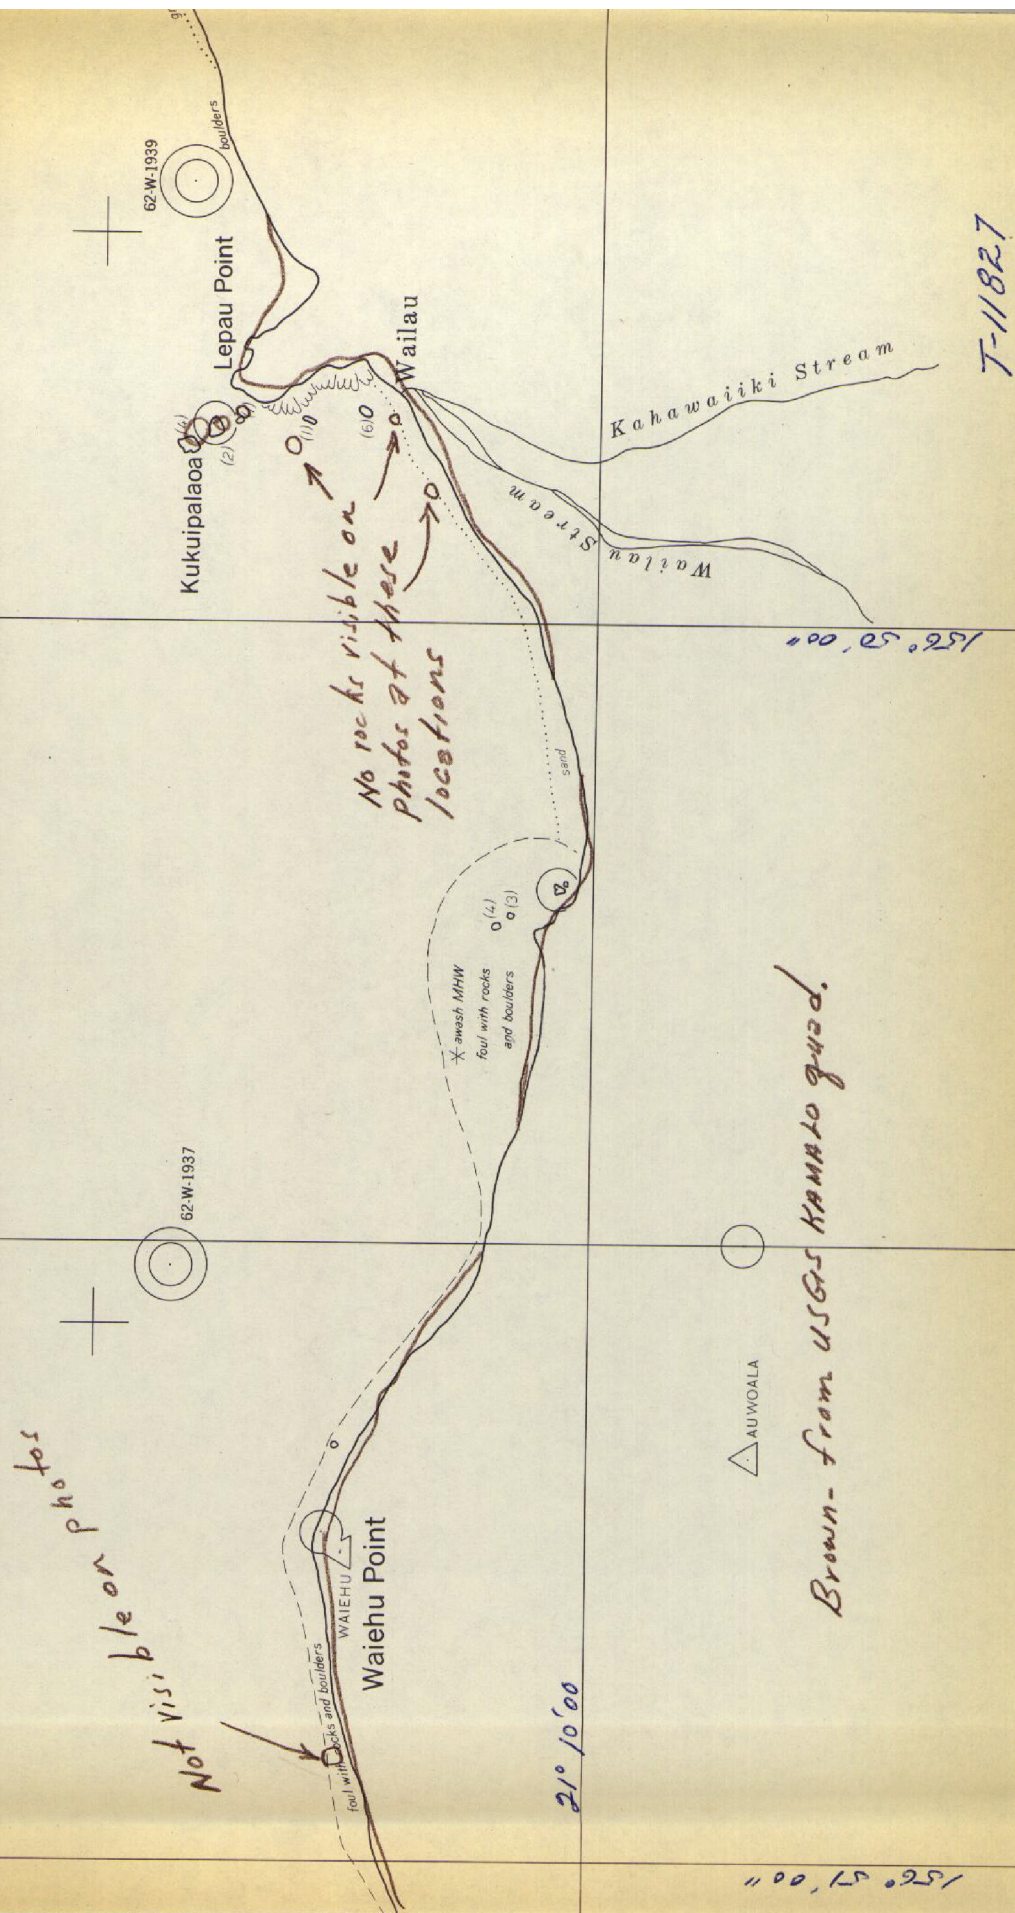 boulders
62-W-1939
Lepau Point
Wailau
Kukuipalaoa
(2)
(1)
(6)
Kahawaiiki Stream
Wailau Stream
T-11827
No rocks visible on
photos at these
locations
156° 50' 00"
sand
(4)
(3)
awash MHW
foul with rocks
and boulders
62-W-1937
AUWOALA
Brown - from USGS KAMALO quad.
Not visible on photos
WAIEHU
Waiehu Point
foul with rocks and boulders
21° 10' 00
156° 51' 00"